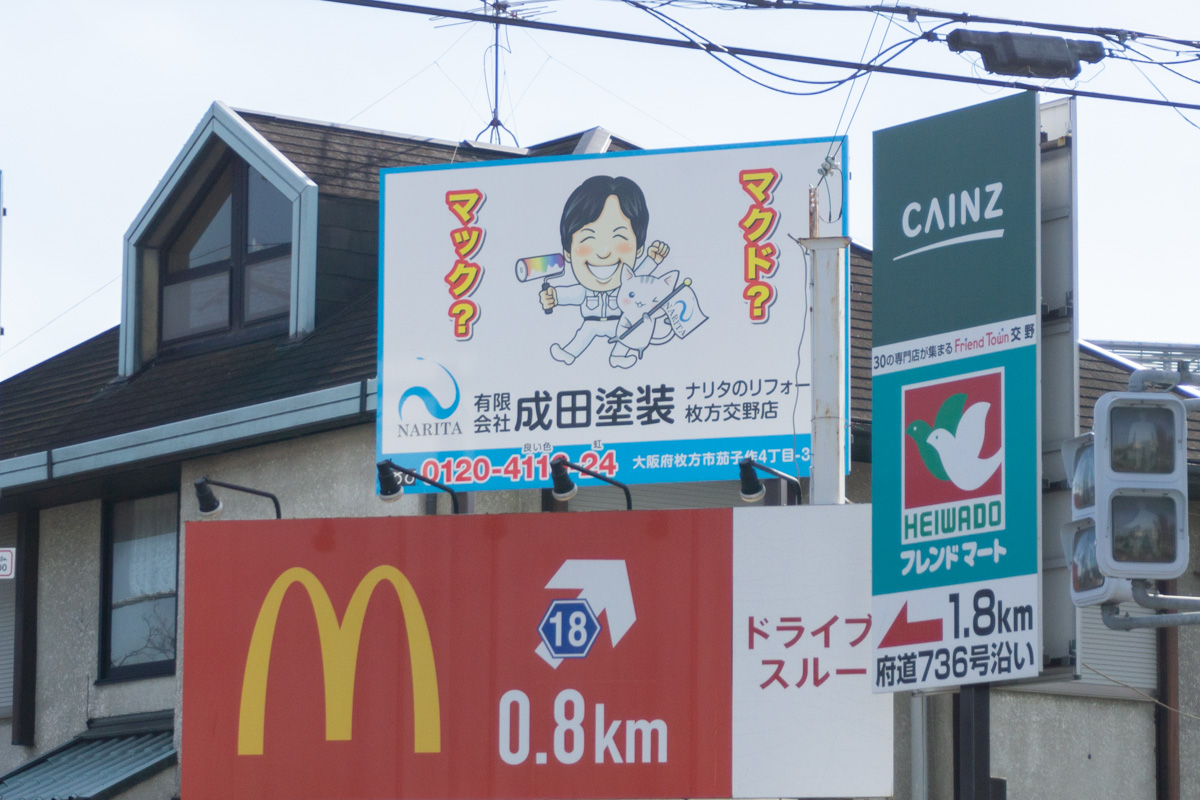 マック?
マクド?
NARITA
NARITA
有限会社 成田塗装
ナリタのリフォー
枚方交野店
良い色 虹
0120-4116-24
大阪府枚方市茄子作4丁目-3
CAINZ
30の専門店が集まる Friend Town 交野
HEIWADO
フレンドマート
1.8km
府道736号沿い
18
0.8km
ドライブ
スルー